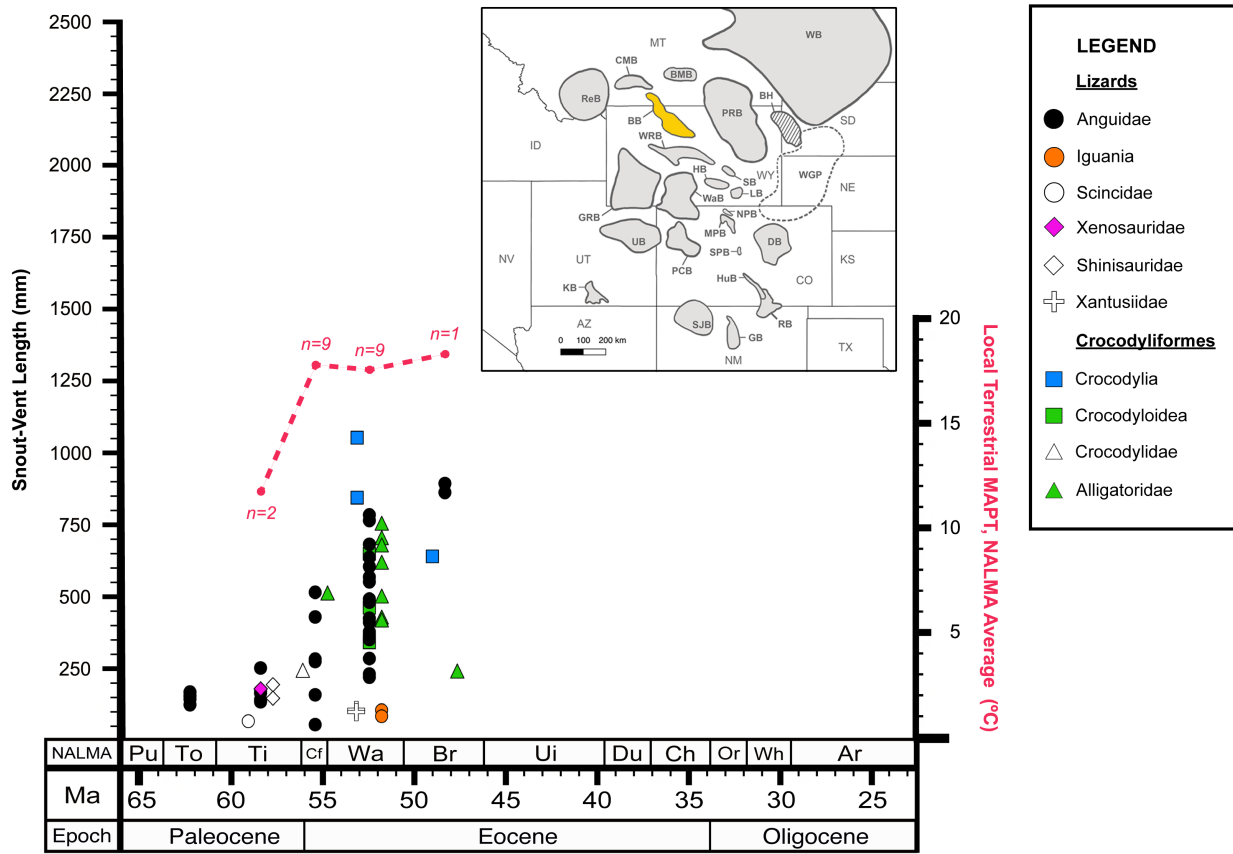 2500
2250
2000
1750
1500
1250
1000
750
500
250
Snout-Vent Length (mm)
n=9
n=9
n=1
n=2
MT
WB
CMB
BMB
ReB
BH
PRB
BB
SD
WRB
ID
HB
SB
WY
WGP
NE
LB
WaB
NPB
GRB
MPB
UB
DB
SPB
NV
UT
PCB
KS
CO
HuB
KB
AZ
SJB
RB
GB
TX
NM
0 100 200 km
20
15
10
5
Local Terrestrial MAPT, NALMA Average (ºC)
LEGEND
Lizards
Anguidae
Iguania
Scincidae
Xenosauridae
Shinisauridae
Xantusiidae
Crocodyliformes
Crocodylia
Crocodyloidea
Crocodylidae
Alligatoridae
NALMA Pu To Ti Cf Wa Br Ui Du Ch Or Wh Ar
Ma 65 60 55 50 45 40 35 30 25
Epoch Paleocene Eocene Oligocene